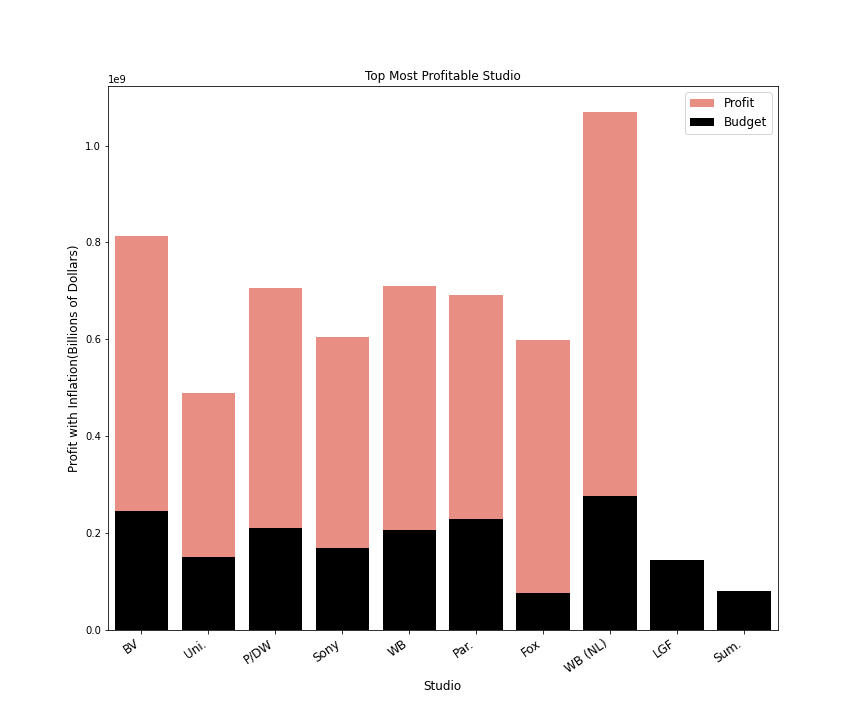 Top Most Profitable Studio
1e9
Profit
Budget
1.0
0.8
0.6
0.4
0.2
0.0
Profit with Inflation(Billions of Dollars)
BV
Uni.
P/DW
Sony
WB
Par.
Fox
WB (NL)
LGF
Sum.
Studio